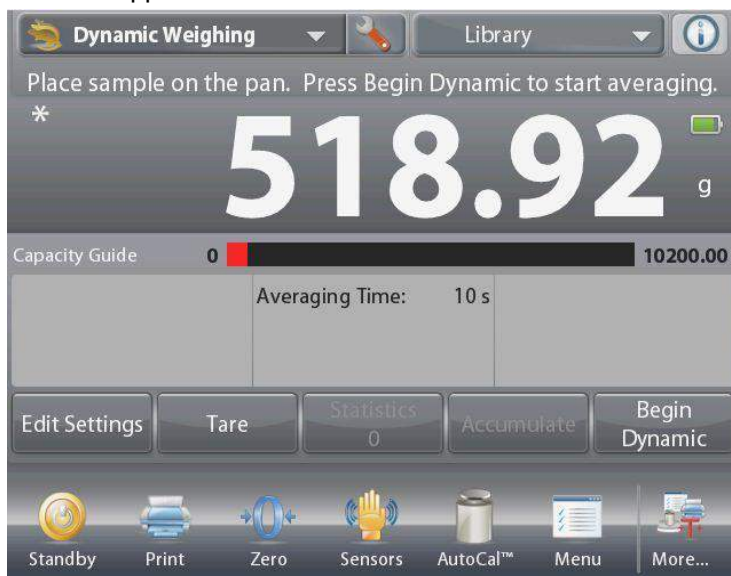 Dynamic Weighing Library
Place sample on the pan. Press Begin Dynamic to start averaging.
*
518.92
g
Capacity Guide 0 10200.00
Averaging Time: 10 s
Edit Settings
Tare
Statistics
0
Accumulate
Begin
Dynamic
Standby Print Zero Sensors AutoCal™ Menu More...